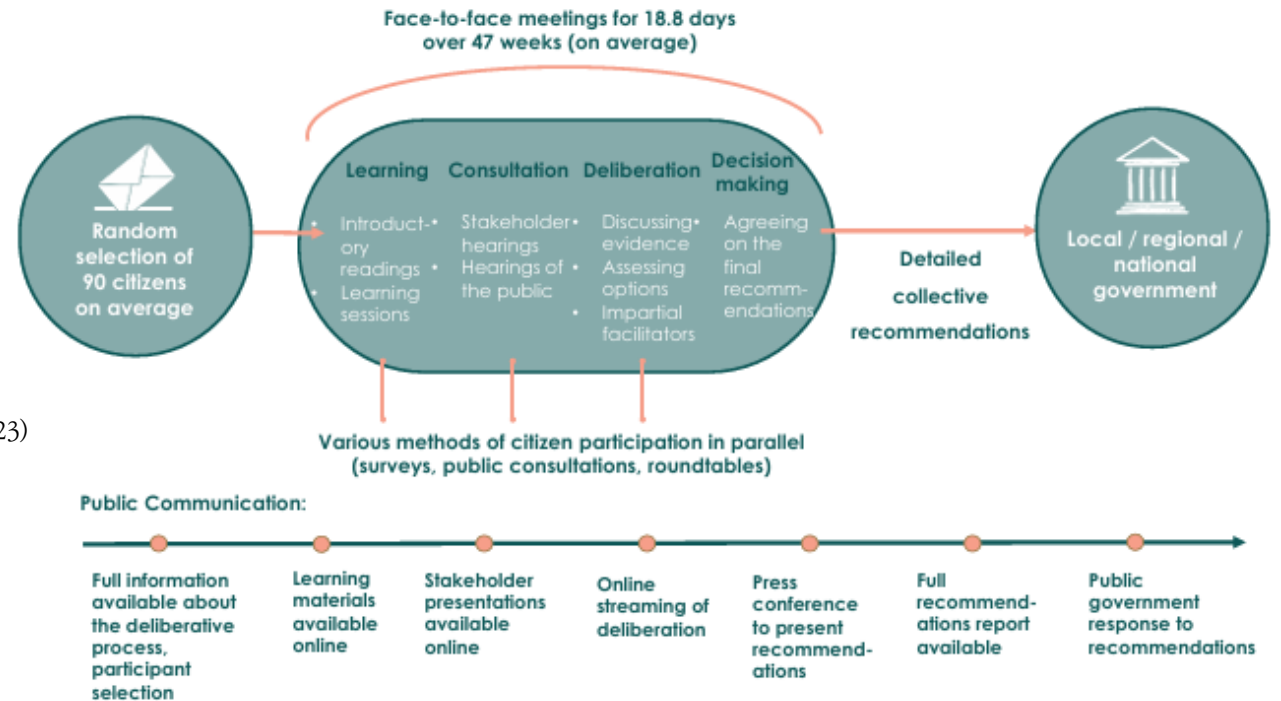 Face-to-face meetings for 18.8 days
over 47 weeks (on average)
Random
selection of
90 citizens
on average
Learning
• Introduct-
ory
readings
• Learning
sessions
Consultation
• Stakeholder
hearings
• Hearings of
the public
Deliberation
• Discussing
evidence
• Assessing
options
• Impartial
facilitators
Decision
making
• Agreeing
on the
final
recomm-
endations
Detailed
collective
recommendations
Local / regional /
national
government
23)
Various methods of citizen participation in parallel
(surveys, public consultations, roundtables)
Public Communication:
Full information
available about
the deliberative
process,
participant
selection
Learning
materials
available
online
Stakeholder
presentations
available
online
Online
streaming of
deliberation
Press
conference
to present
recommend-
ations
Full
recommend-
ations report
available
Public
government
response to
recommendations